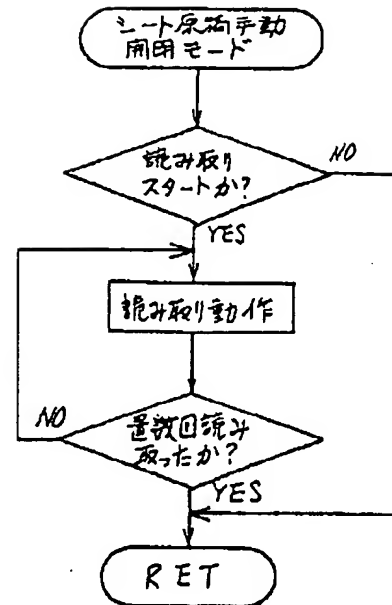 シート原稿手動
開閉モード
読み取り
スタートか?
NO
YES
読み取り動作
NO
置数回読み
取ったか?
YES
RET